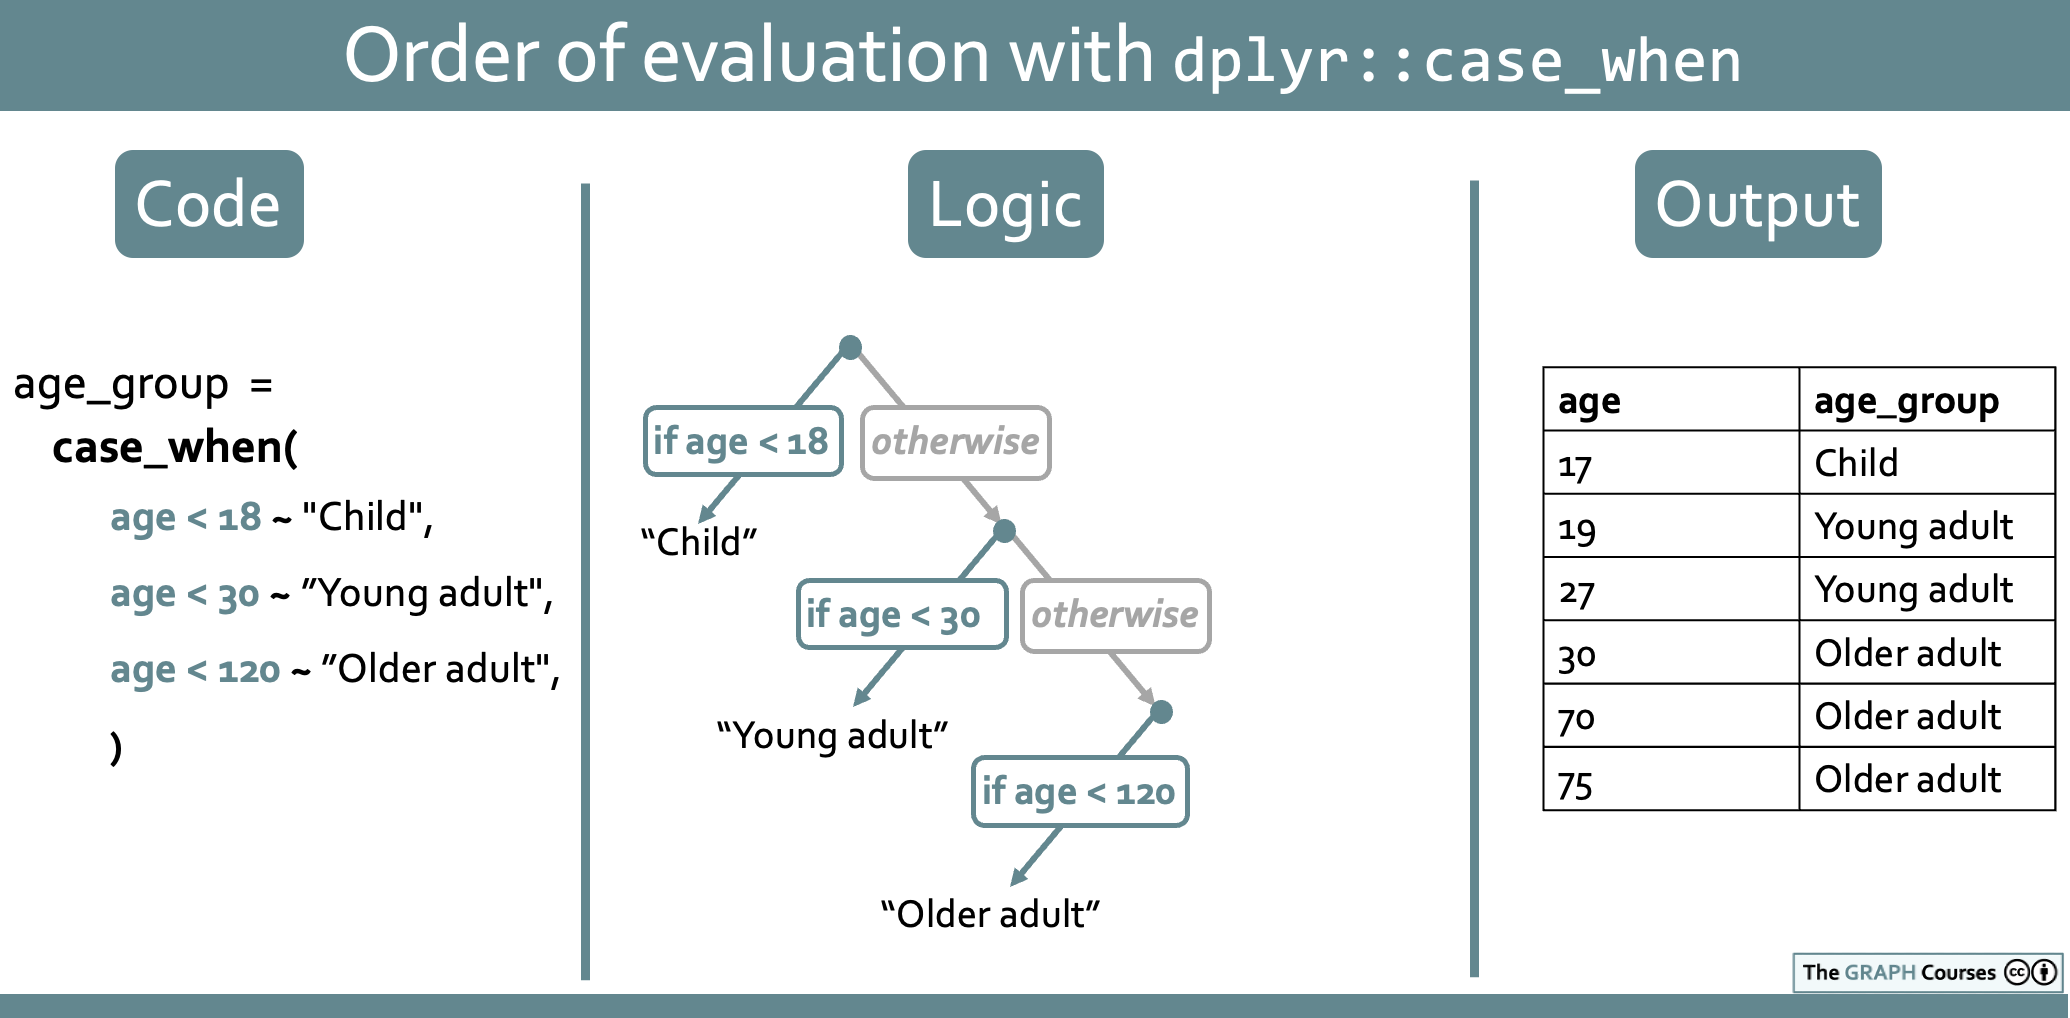 Order of evaluation with dplyr::case_when
Code
age_group =
case_when(
age < 18 ~ "Child",
age < 30 ~ ”Young adult",
age < 120 ~ ”Older adult",
)
Logic
if age < 18
otherwise
“Child”
if age < 30
otherwise
“Young adult”
if age < 120
“Older adult”
Output
age age_group
17 Child
19 Young adult
27 Young adult
30 Older adult
70 Older adult
75 Older adult
The GRAPH Courses cc